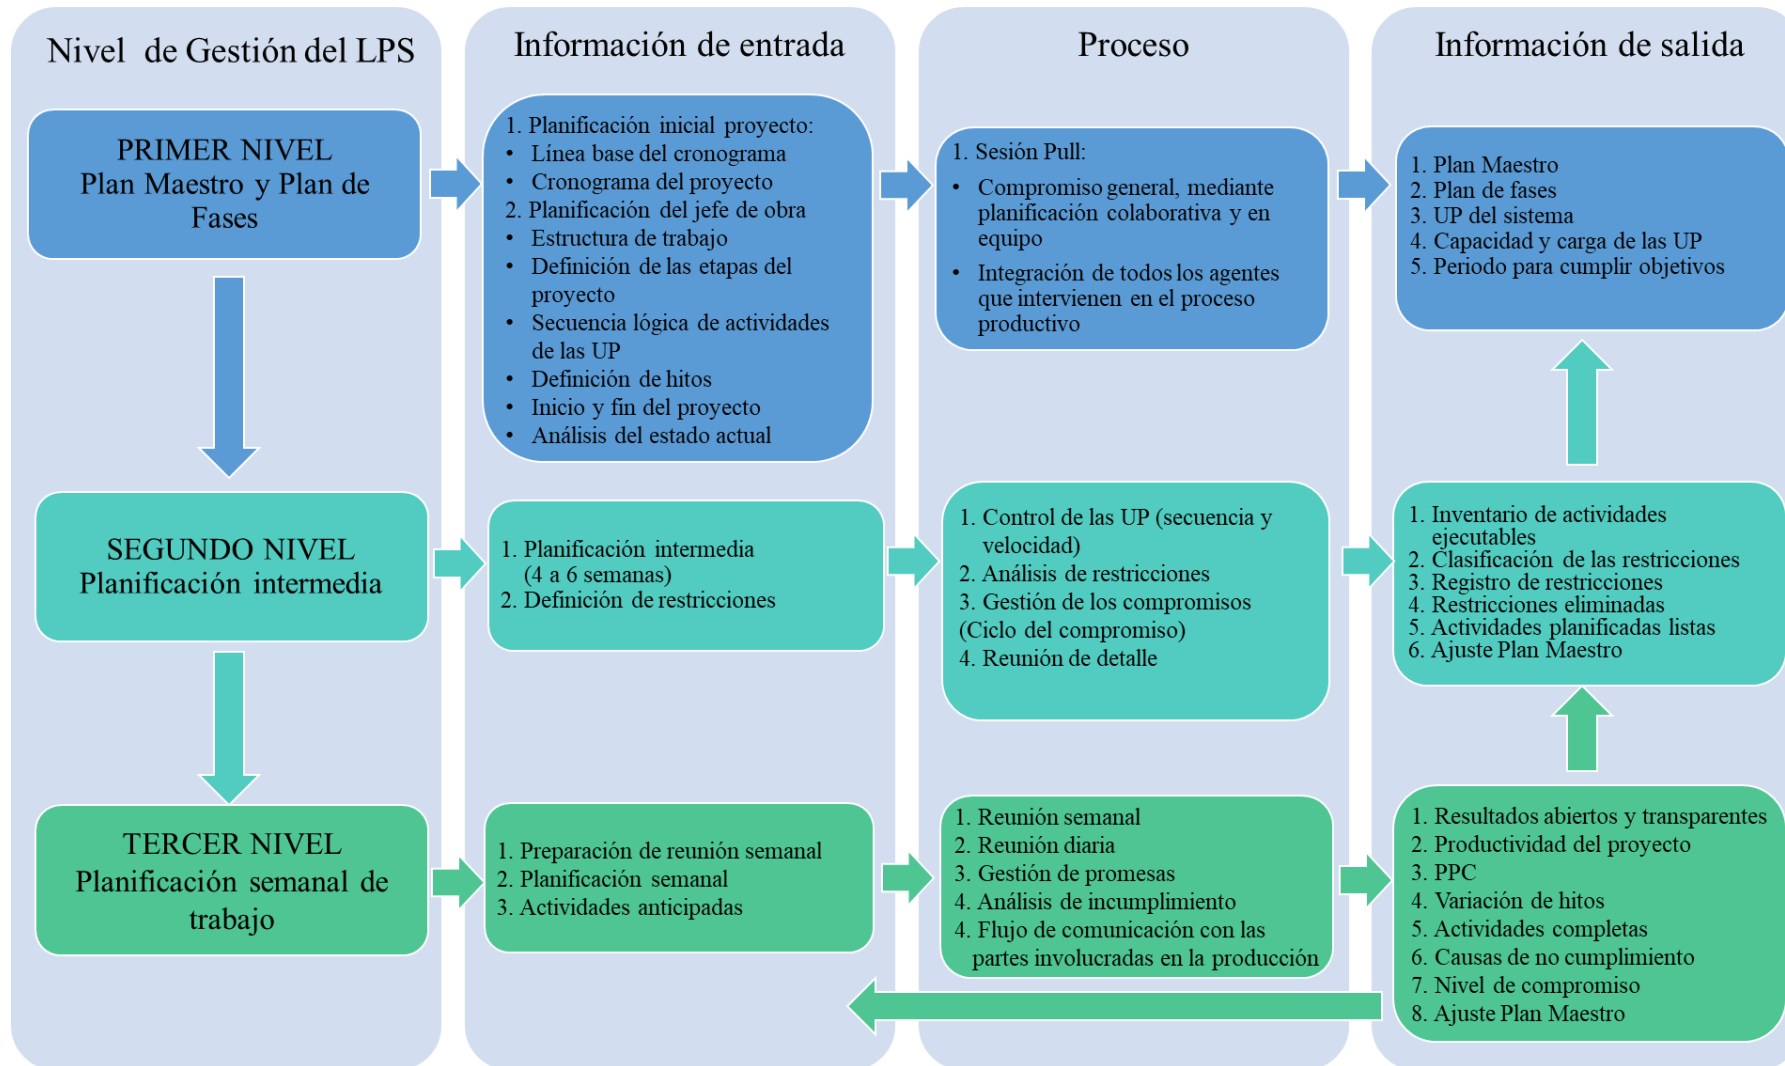 Nivel de Gestión del LPS
Información de entrada
Proceso
Información de salida
PRIMER NIVEL
Plan Maestro y Plan de
Fases
1. Planificación inicial proyecto:
• Línea base del cronograma
• Cronograma del proyecto
2. Planificación del jefe de obra
• Estructura de trabajo
• Definición de las etapas del
proyecto
• Secuencia lógica de actividades
de las UP
• Definición de hitos
• Inicio y fin del proyecto
• Análisis del estado actual
1. Sesión Pull:
• Compromiso general, mediante
planificación colaborativa y en
equipo
• Integración de todos los agentes
que intervienen en el proceso
productivo
1. Plan Maestro
2. Plan de fases
3. UP del sistema
4. Capacidad y carga de las UP
5. Periodo para cumplir objetivos
SEGUNDO NIVEL
Planificación intermedia
1. Planificación intermedia
(4 a 6 semanas)
2. Definición de restricciones
1. Control de las UP (secuencia y
velocidad)
2. Análisis de restricciones
3. Gestión de los compromisos
(Ciclo del compromiso)
4. Reunión de detalle
1. Inventario de actividades
ejecutables
2. Clasificación de las restricciones
3. Registro de restricciones
4. Restricciones eliminadas
5. Actividades planificadas listas
6. Ajuste Plan Maestro
TERCER NIVEL
Planificación semanal de
trabajo
1. Preparación de reunión semanal
2. Planificación semanal
3. Actividades anticipadas
1. Reunión semanal
2. Reunión diaria
3. Gestión de promesas
4. Análisis de incumplimiento
4. Flujo de comunicación con las
partes involucradas en la producción
1. Resultados abiertos y transparentes
2. Productividad del proyecto
3. PPC
4. Variación de hitos
5. Actividades completas
6. Causas de no cumplimiento
7. Nivel de compromiso
8. Ajuste Plan Maestro